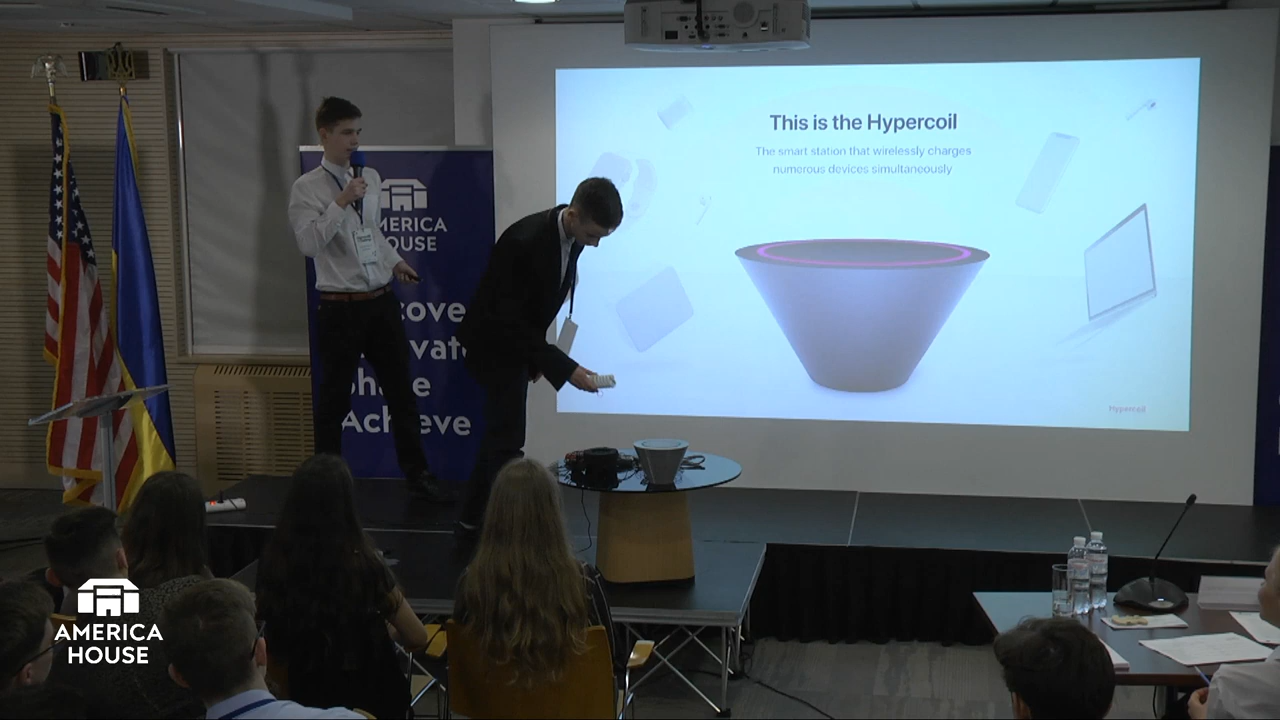 This is the Hypercoil
The smart station that wirelessly charges
numerous devices simultaneously
Hypercoil
AMERICA
HOUSE
Achieve
AMERICA
HOUSE